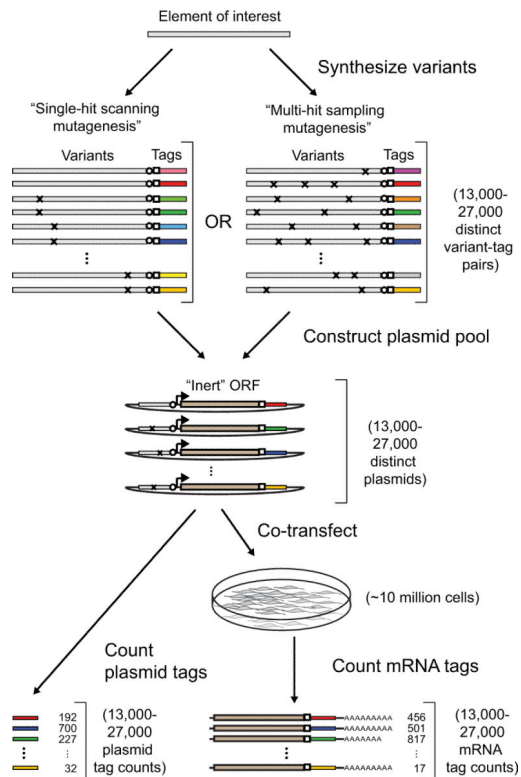 Element of interest
Synthesize variants
“Single-hit scanning
mutagenesis”
“Multi-hit sampling
mutagenesis”
Variants Tags
Variants Tags
OR
(13,000-
27,000
distinct
variant-tag
pairs)
Construct plasmid pool
“Inert” ORF
(13,000-
27,000
distinct
plasmids)
Co-transfect
(~10 million cells)
Count
plasmid tags
Count mRNA tags
192
700
227
32
(13,000-
27,000
plasmid
tag counts)
AAAAAAAAA 456
AAAAAAAAA 501
AAAAAAAA 817
AAAAAAAAA 17
(13,000-
27,000
mRNA
tag counts)